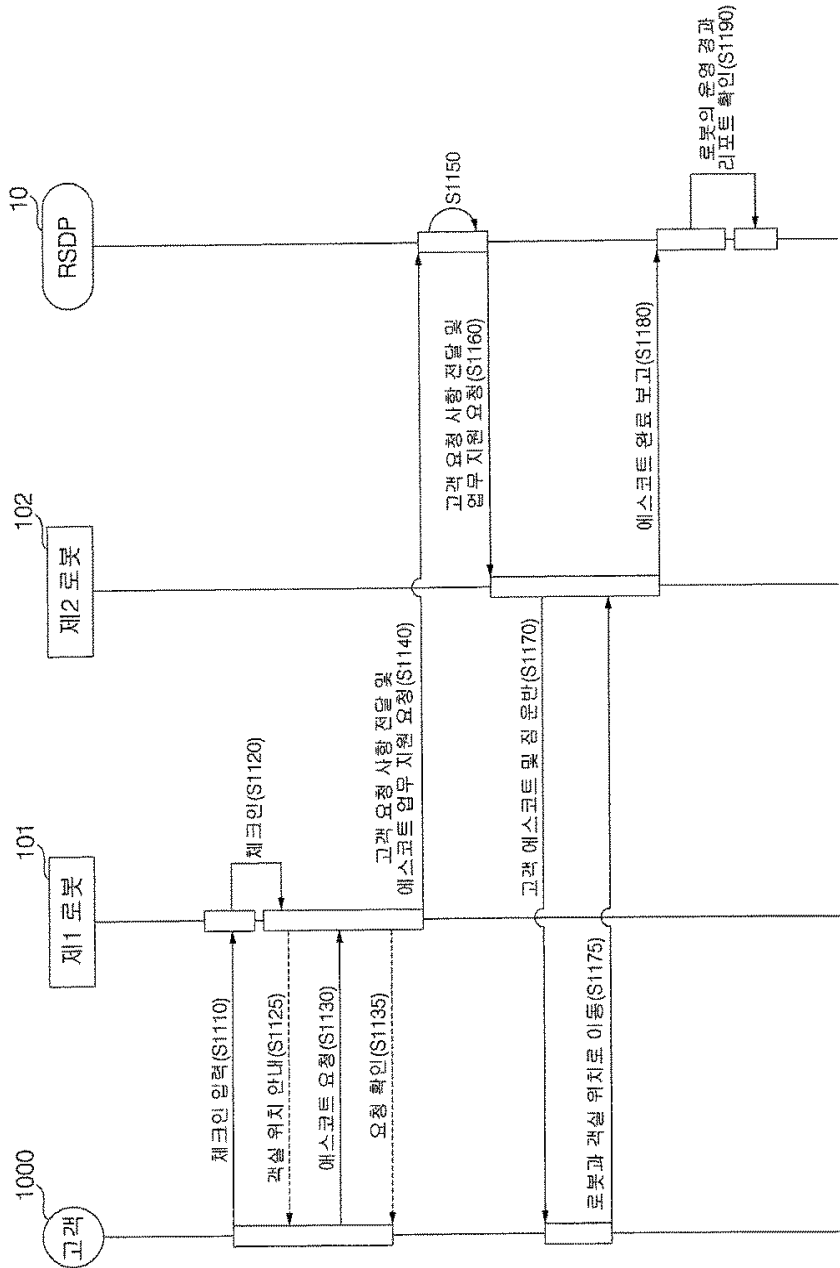 1000
고객
101
제1 로봇
102
제2 로봇
10
RSDP
체크인 입력(S1110)
체크인(S1120)
객실 위치 안내(S1125)
에스코트 요청(S1130)
요청 확인(S1135)
고객 요청 사항 전달 및
에스코트 업무 지원 요청(S1140)
S1150
고객 요청 사항 전달 및
업무 지원 요청(S1160)
고객 에스코트 및 짐 운반(S1170)
로봇과 객실 위치로 이동(S1175)
에스코트 완료 보고(S1180)
로봇의 운영 경과
리포트 확인(S1190)